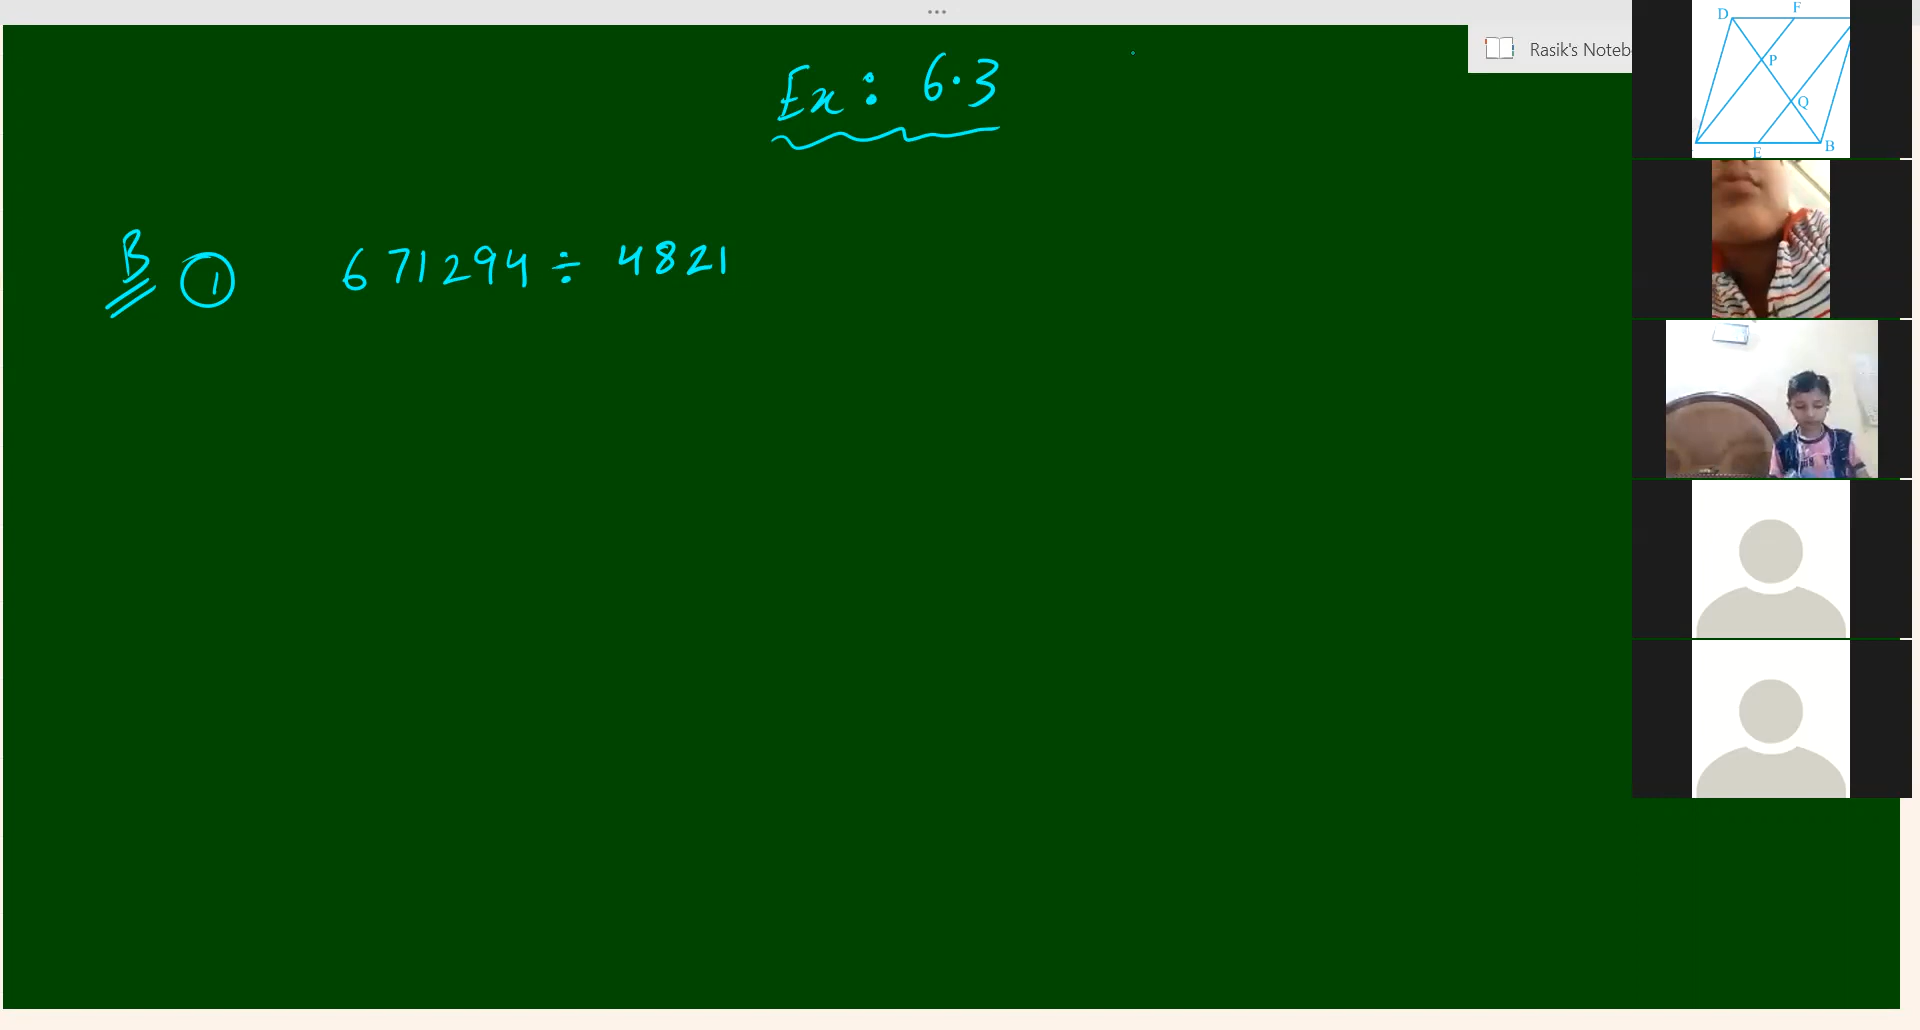 Ex: 6.3
Rasik's Noteb
B ① 671294 ÷ 4821
D F
P
Q
E B